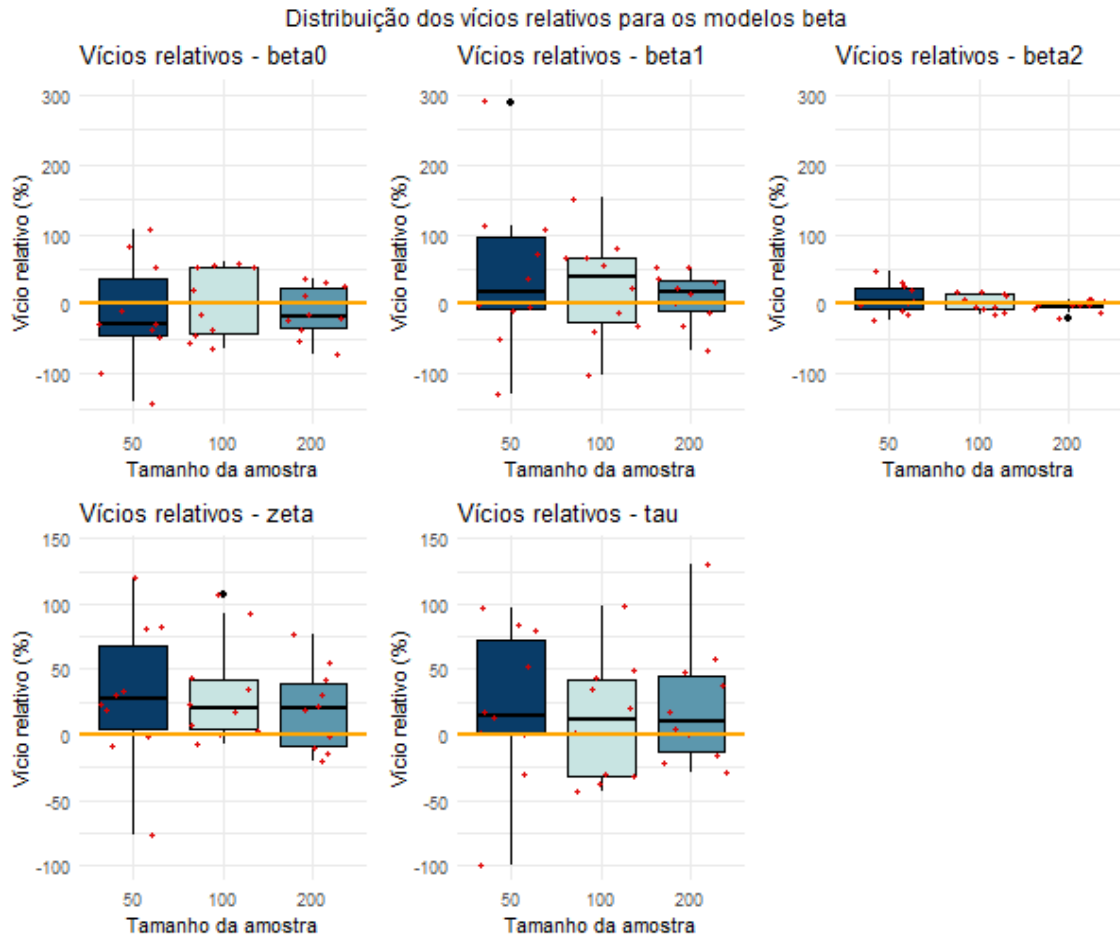 Distribuição dos vícios relativos para os modelos beta
Vícios relativos - beta0
Vício relativo (%)
300
200
100
0
-100
50 100 200
Tamanho da amostra
Vícios relativos - beta1
Vício relativo (%)
300
200
100
0
-100
50 100 200
Tamanho da amostra
Vícios relativos - beta2
Vício relativo (%)
300
200
100
0
-100
50 100 200
Tamanho da amostra
Vícios relativos - zeta
Vício relativo (%)
150
100
50
0
-50
-100
50 100 200
Tamanho da amostra
Vícios relativos - tau
Vício relativo (%)
150
100
50
0
-50
-100
50 100 200
Tamanho da amostra